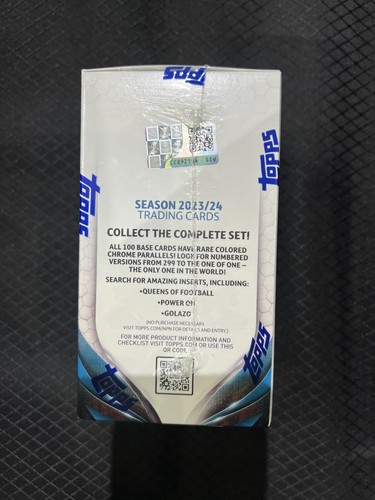 Topps
SEASON 2023/24
TRADING CARDS
COLLECT THE COMPLETE SET!
ALL 100 BASE CARDS HAVE RARE COLORED
CHROME PARALLELS! LOOK FOR NUMBERED
VERSIONS FROM 299 TO THE ONE OF ONE –
THE ONLY ONE IN THE WORLD!
SEARCH FOR AMAZING INSERTS, INCLUDING:
•QUEENS OF FOOTBALL
•POWER ON
•GOLAZO
(NO PURCHASE NECESSARY.
VISIT TOPPS.COM/NPN FOR DETAILS AND ENTRY.)
FOR MORE PRODUCT INFORMATION AND
CHECKLIST VISIT TOPPS.COM OR USE THIS
QR CODE
Topps
Topps
Topps
Topps